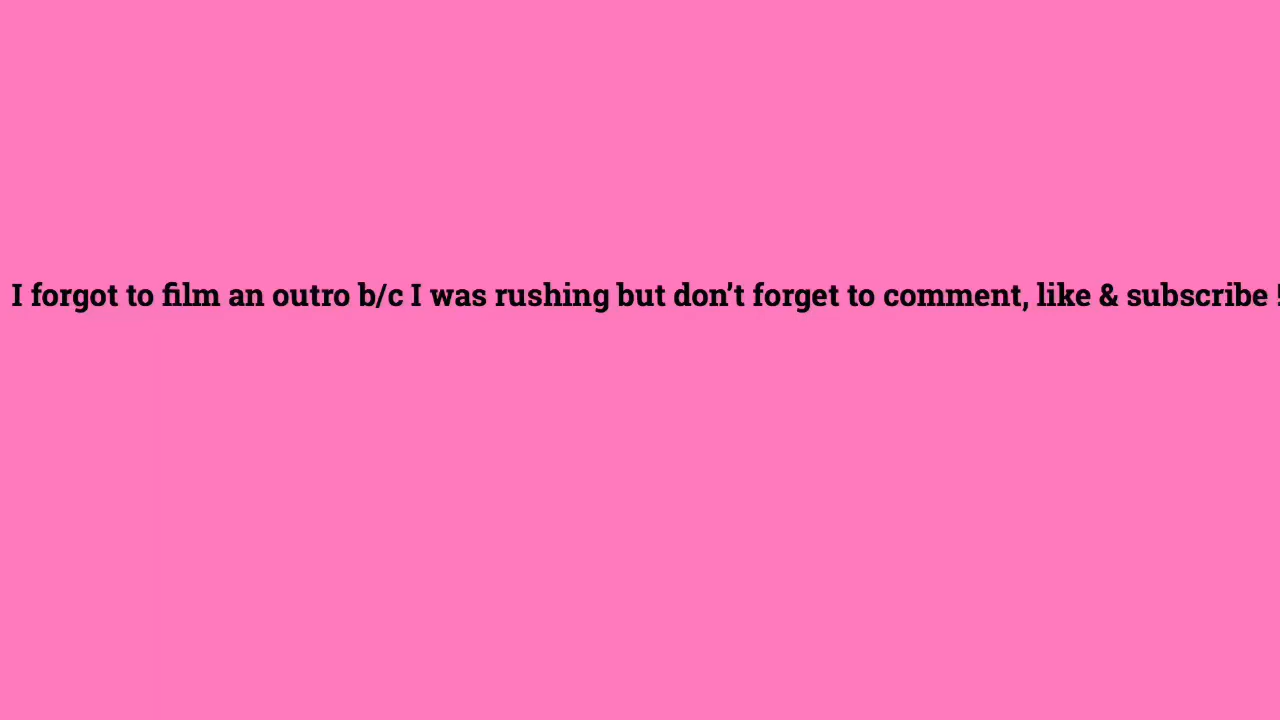 I forgot to film an outro b/c I was rushing but don't forget to comment, like & subscribe !